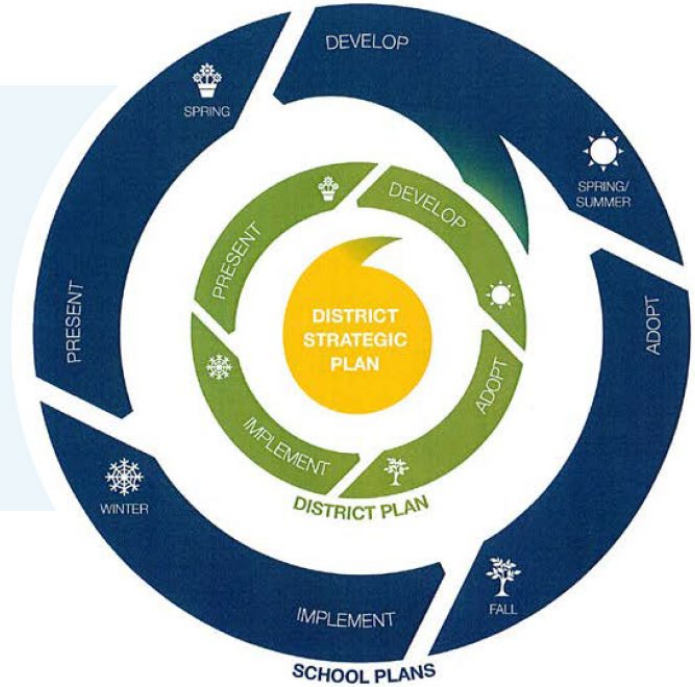 DEVELOP
SPRING
SPRING/
SUMMER
DEVELOP
PRESENT
DISTRICT
STRATEGIC
PLAN
PRESENT
ADOPT
ADOPT
IMPLEMENT
WINTER
DISTRICT PLAN
FALL
IMPLEMENT
SCHOOL PLANS